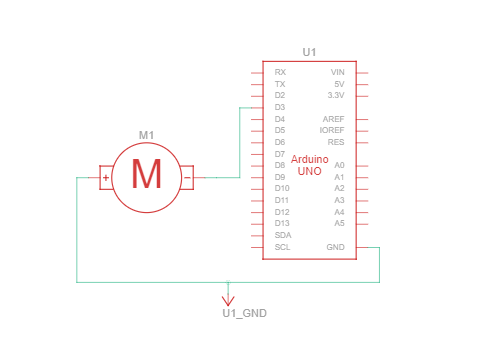 U1
RX
TX
D2
D3
D4
D5
D6
D7
D8
D9
D10
D11
D12
D13
SDA
SCL
VIN
5V
3.3V
AREF
IOREF
RES
A0
A1
A2
A3
A4
A5
GND
Arduino
UNO
M1
+
M
-
U1_GND